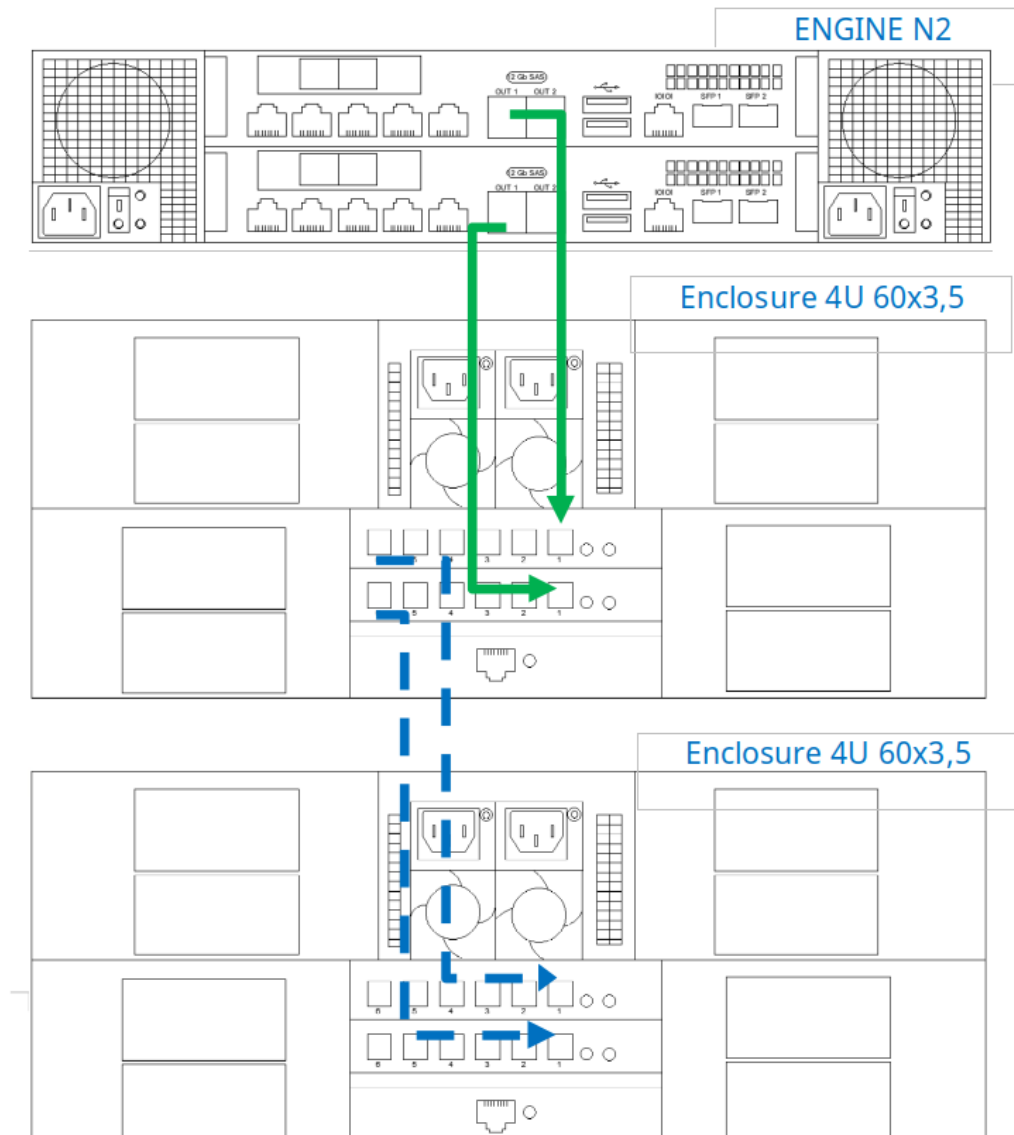 ENGINE N2
12 Gb SAS
OUT 1 OUT 2
IOIOI SFP 1 SFP 2
12 Gb SAS
OUT 1 OUT 2
IOIOI SFP 1 SFP 2
Enclosure 4U 60x3,5
3 2 1
5 4 3 2 1
Enclosure 4U 60x3,5
6 5 4 3 2 1
6 5 4 3 2 1